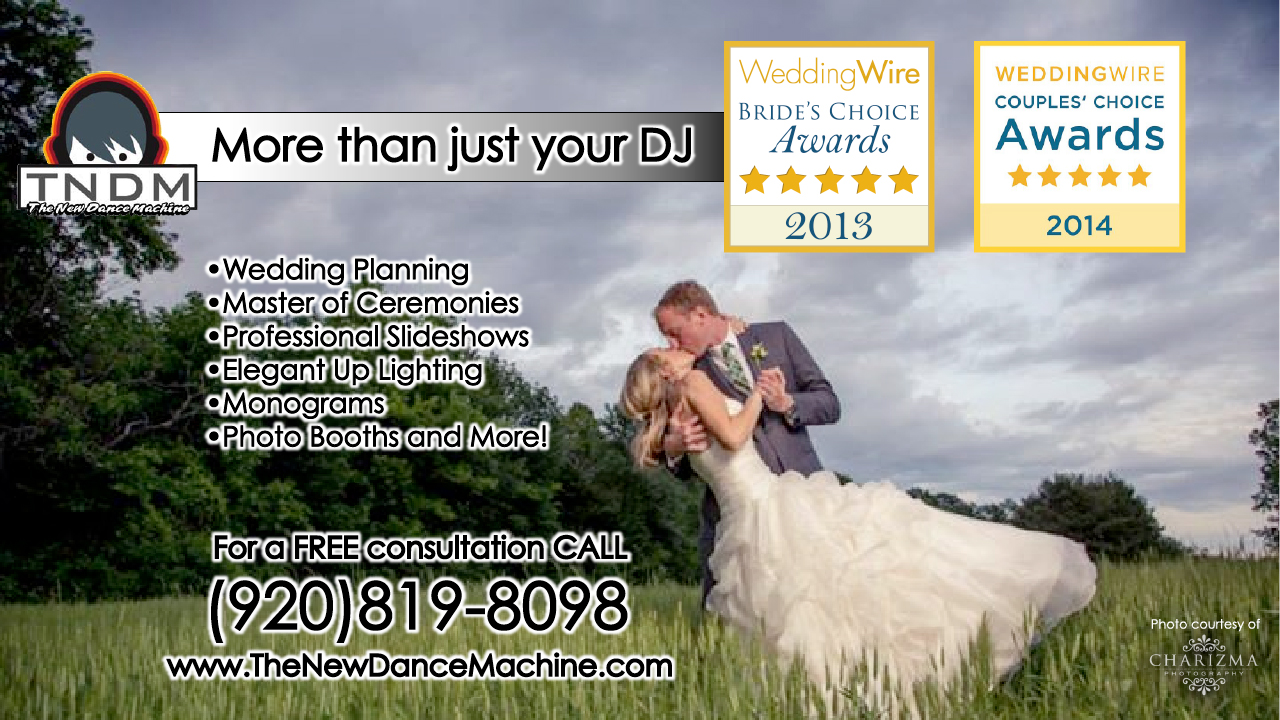 TNDM
The New Dance Machine
More than just your DJ
WeddingWire
BRIDE'S CHOICE
Awards
2013
WEDDINGWIRE
COUPLES' CHOICE
Awards
2014
•Wedding Planning
•Master of Ceremonies
•Professional Slideshows
•Elegant Up Lighting
•Monograms
•Photo Booths and More!
For a FREE consultation CALL
(920)819-8098
www.TheNewDanceMachine.com
Photo courtesy of
CHARIZMA
PHOTOGRAPHY